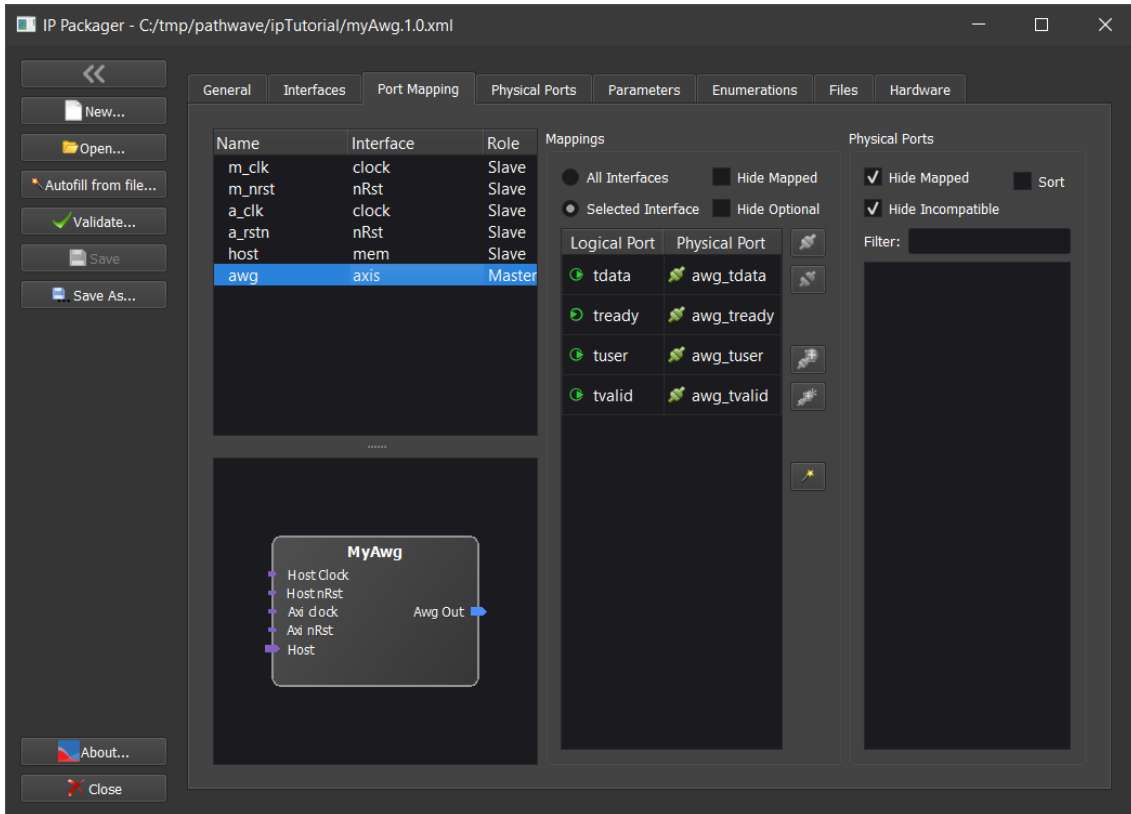 IP Packager - C:/tmp/pathwave/ipTutorial/myAwg.1.0.xml
New...
Open...
Autofill from file...
Validate...
Save
Save As...
About...
Close
General Interfaces Port Mapping Physical Ports Parameters Enumerations Files Hardware
Name Interface Role
m_clk clock Slave
m_nrst nRst Slave
a_clk clock Slave
a_rstn nRst Slave
host mem Slave
awg axis Master
MyAwg
Host Clock
Host nRst
Axi clock Awg Out
Axi nRst
Host
Mappings
All Interfaces Hide Mapped
Selected Interface Hide Optional
Logical Port Physical Port
tdata awg_tdata
tready awg_tready
tuser awg_tuser
tvalid awg_tvalid
Physical Ports
Hide Mapped Sort
Hide Incompatible
Filter: